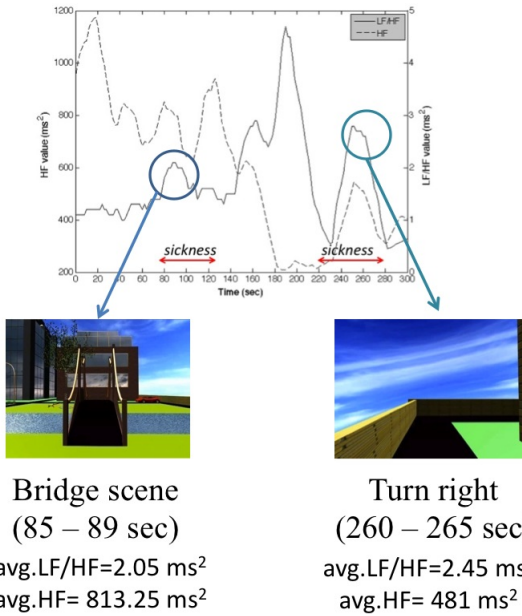 1200
1000
800
600
400
200
HF value (ms2)
5
4
3
2
1
0
LF/HF value (ms2)
LF/HF
HF
sickness
sickness
0 20 40 60 80 100 120 140 160 180 200 220 240 260 280 300
Time (sec)
Bridge scene
(85 – 89 sec)
avg.LF/HF=2.05 ms2
avg.HF= 813.25 ms2
Turn right
(260 – 265 sec
avg.LF/HF=2.45 ms
avg.HF= 481 ms2